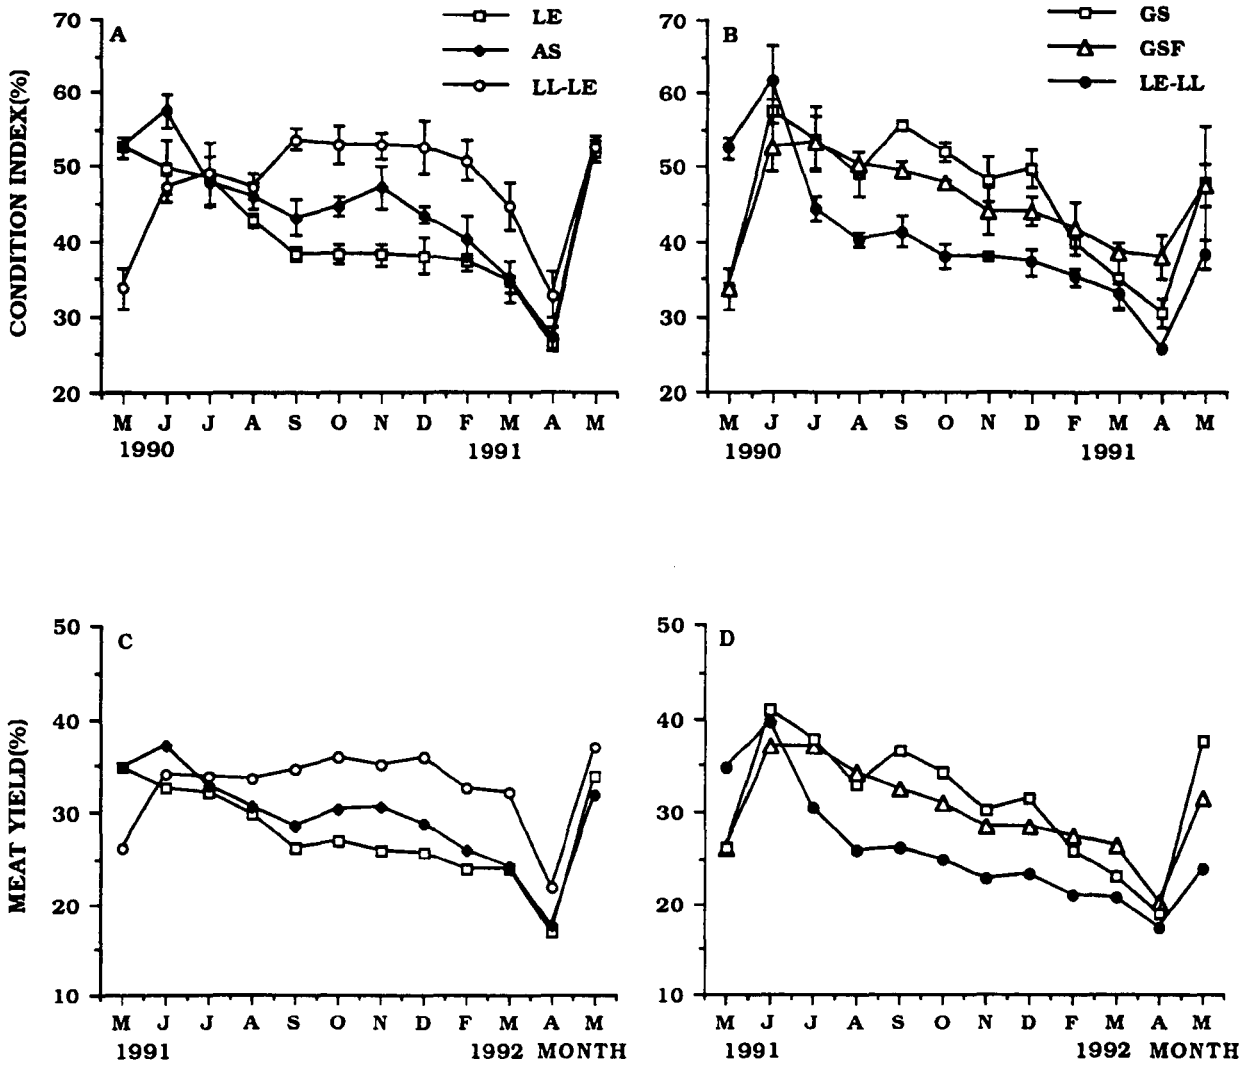 A
LE
AS
LL-LE
CONDITION INDEX(%)
70
60
50
40
30
20
M J J A S O N D F M A M
1990 1991
B
GS
GSF
LE-LL
70
60
50
40
30
20
M J J A S O N D F M A M
1990 1991
C
MEAT YIELD(%)
50
40
30
20
10
M J J A S O N D F M A M
1991 1992 MONTH
D
50
40
30
20
10
M J J A S O N D F M A M
1991 1992 MONTH